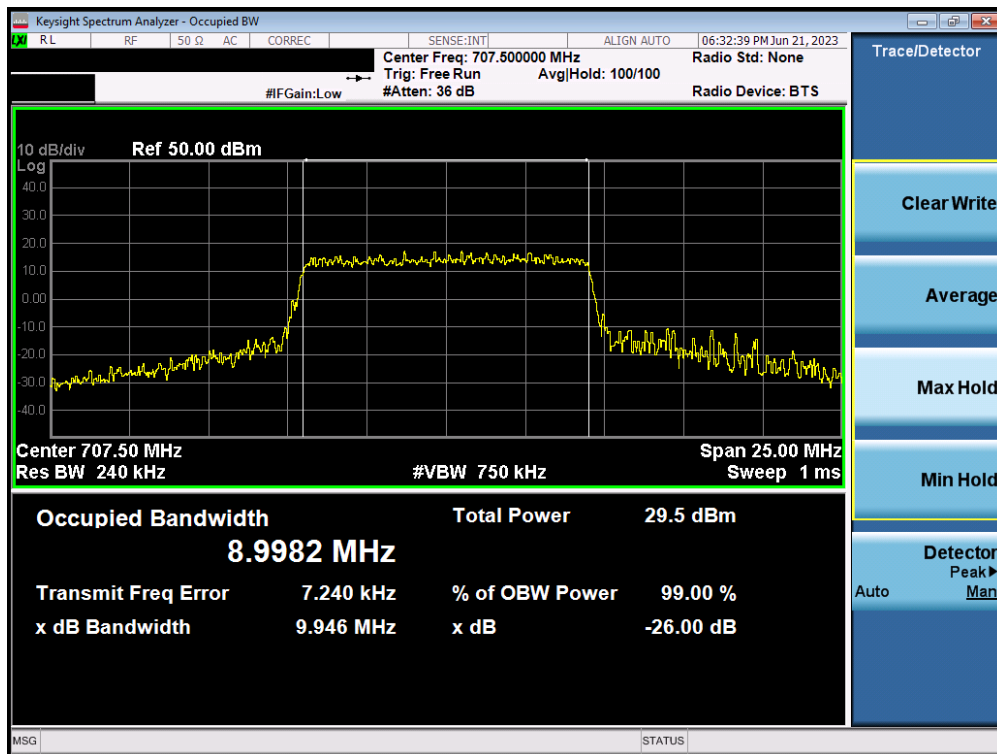 Keysight Spectrum Analyzer - Occupied BW
LXI RL RF 50 Ω AC CORREC SENSE:INT ALIGN AUTO 06:32:39 PM Jun 21, 2023
Center Freq: 707.500000 MHz Radio Std: None
Trig: Free Run Avg|Hold: 100/100
#IFGain:Low #Atten: 36 dB Radio Device: BTS
Trace/Detector
10 dB/div Ref 50.00 dBm
Log
40.0
30.0
20.0
10.0
0.00
-10.0
-20.0
-30.0
-40.0
Center 707.50 MHz Span 25.00 MHz
Res BW 240 kHz #VBW 750 kHz Sweep 1 ms
Occupied Bandwidth Total Power 29.5 dBm
8.9982 MHz
Transmit Freq Error 7.240 kHz % of OBW Power 99.00 %
x dB Bandwidth 9.946 MHz x dB -26.00 dB
Clear Write
Average
Max Hold
Min Hold
Detector
Peak▶
Auto Man
MSG STATUS